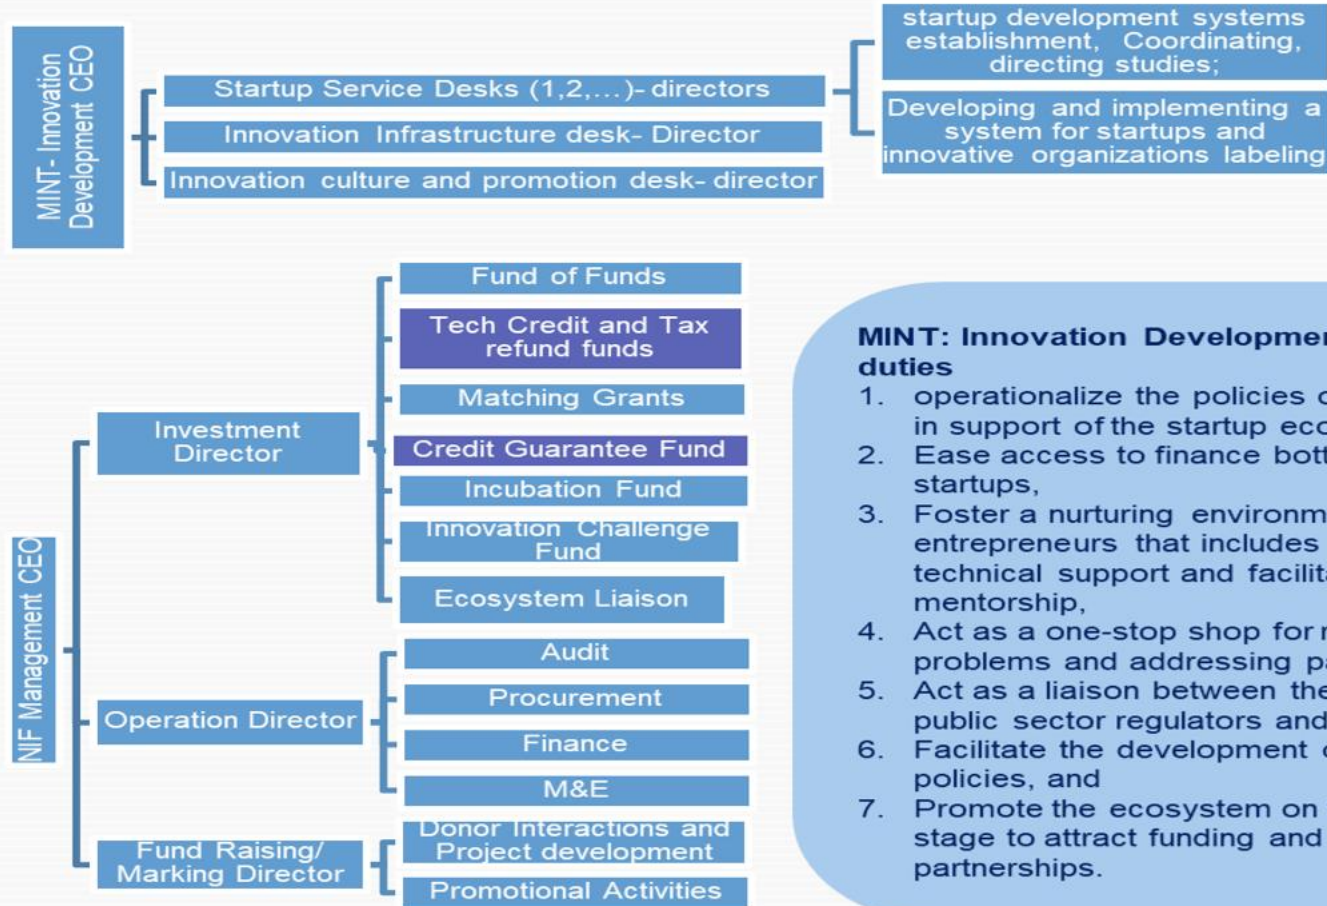 MINT- Innovation
Development CEO
Startup Service Desks (1,2,...)- directors
Innovation Infrastructure desk- Director
Innovation culture and promotion desk- director
startup development systems
establishment, Coordinating,
directing studies;
Developing and implementing a
system for startups and
innovative organizations labeling
NIF Management CEO
Investment
Director
Fund of Funds
Tech Credit and Tax
refund funds
Matching Grants
Credit Guarantee Fund
Incubation Fund
Innovation Challenge
Fund
Ecosystem Liaison
Operation Director
Audit
Procurement
Finance
M&E
Fund Raising/
Marking Director
Donor Interactions and
Project development
Promotional Activities
MINT: Innovation
duties
1. operationalize the policies
in support of the startup
2. Ease access to finance
startups,
3. Foster a nurturing
entrepreneurs that includes
technical support and
mentorship,
4. Act as a one-stop shop for
problems and addressing
5. Act as a liaison between
public sector regulators and
6. Facilitate the development
policies, and
7. Promote the ecosystem on
stage to attract funding and
partnerships.